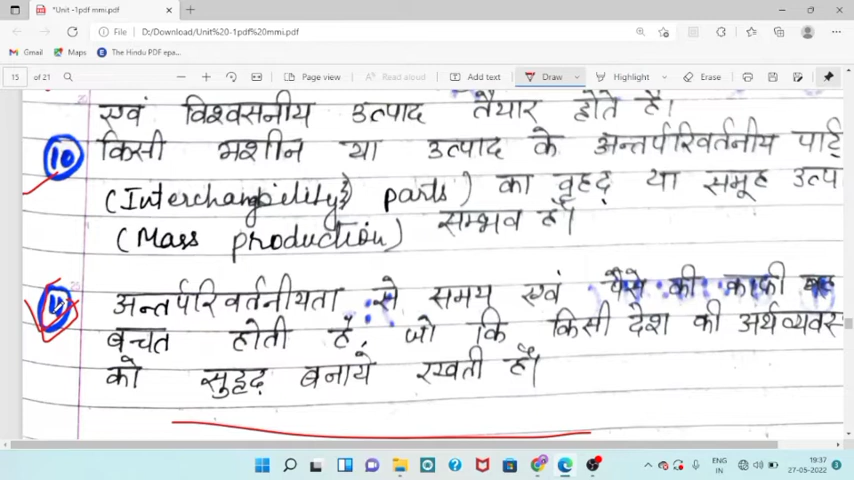 *Unit -1pdf mmi.pdf
File D:/Download/Unit%20-1pdf%20mmi.pdf
Gmail Maps The Hindu PDF epa...
15 of 21 Page view Read aloud Add text Draw Highlight Erase
एवं विश्वसनीय उत्पाद तैयार होते है।
10 किसी मशीन या उत्पाद के अन्तर्परिवर्तनीय पार्ट
(Interchangibility parts) का वृहद् या समूह उत्प
(Mass production) सम्भव है।
अन्तर्परिवर्तनीयता से समय एवं पैसे की काफी
बचत होती है, जो कि किसी देश की अर्थव्यवस
को सुहृढ़ बनाये रखती है।
ENG
IN
19:37
27-05-2022